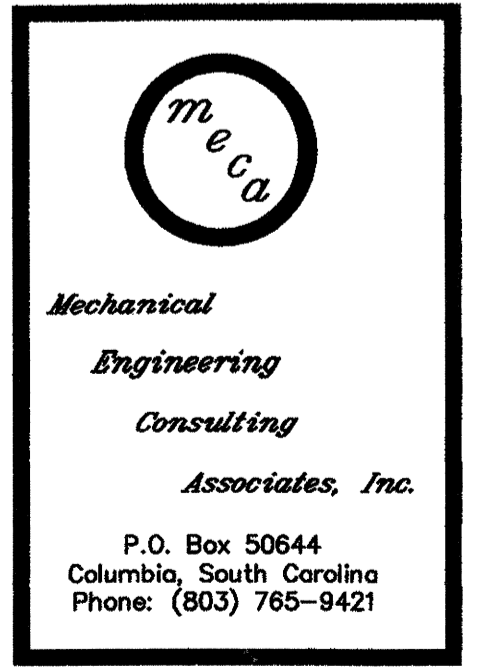 meca
Mechanical
Engineering
Consulting
Associates, Inc.
P.O. Box 50644
Columbia, South Carolina
Phone: (803) 765-9421